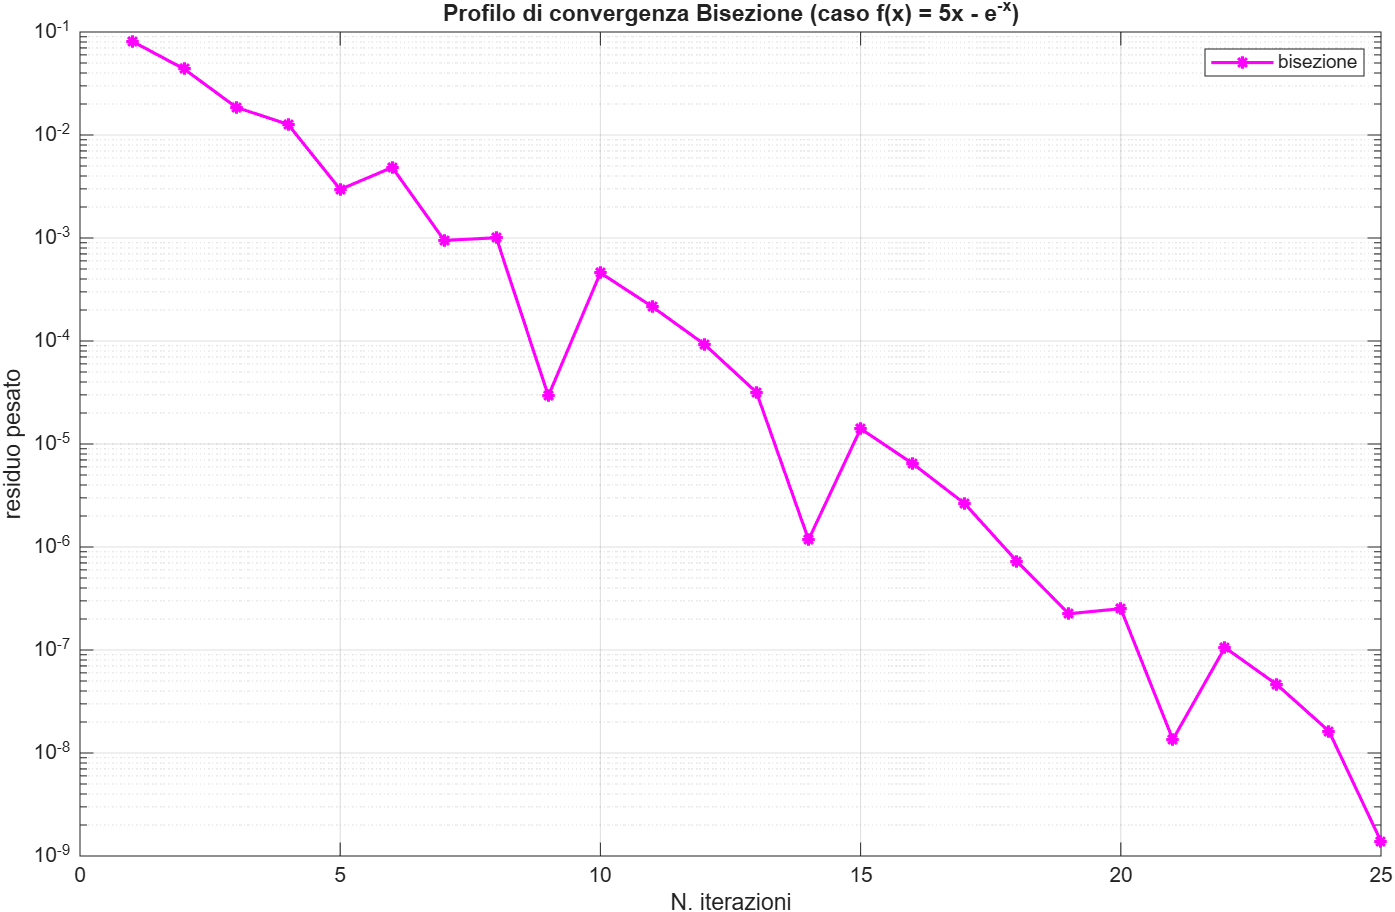 Profilo di convergenza Bisezione (caso f(x) = 5x - e^-x)
bisezione
10^-1
10^-2
10^-3
10^-4
10^-5
10^-6
10^-7
10^-8
10^-9
residuo pesato
0 5 10 15 20 25
N. iterazioni